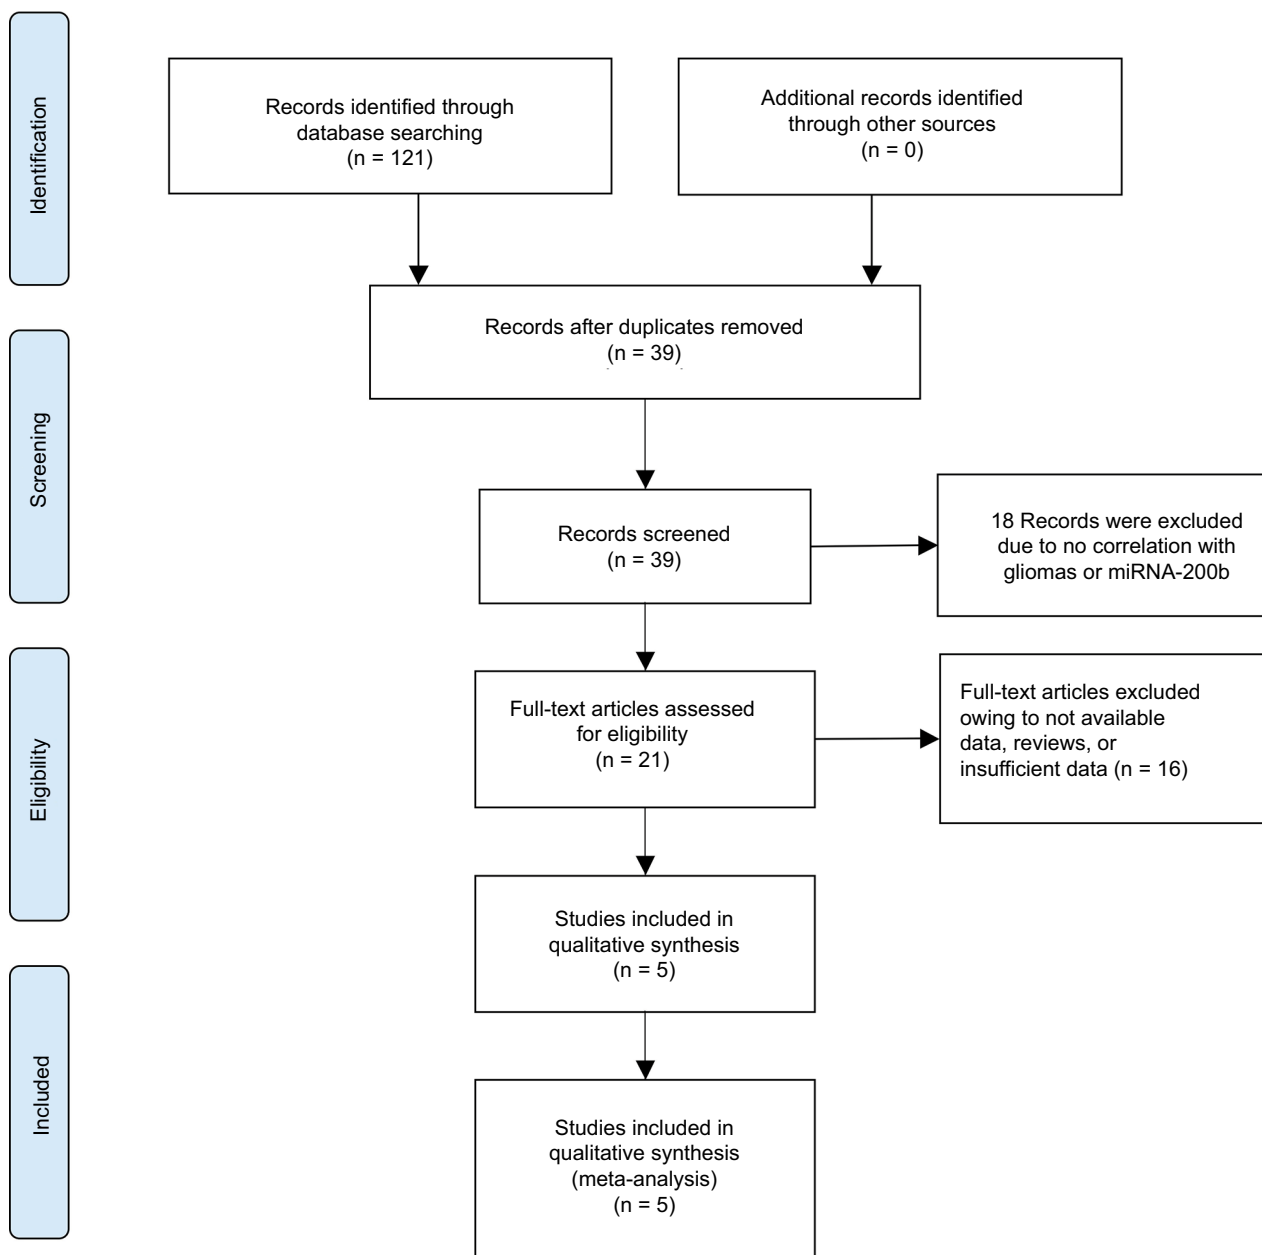 Identification
Records identified through
database searching
(n = 121)
Additional records identified
through other sources
(n = 0)
Records after duplicates removed
(n = 39)
Screening
Records screened
(n = 39)
18 Records were excluded
due to no correlation with
gliomas or miRNA-200b
Eligibility
Full-text articles assessed
for eligibility
(n = 21)
Full-text articles excluded
owing to not available
data, reviews, or
insufficient data (n = 16)
Studies included in
qualitative synthesis
(n = 5)
Included
Studies included in
qualitative synthesis
(meta-analysis)
(n = 5)